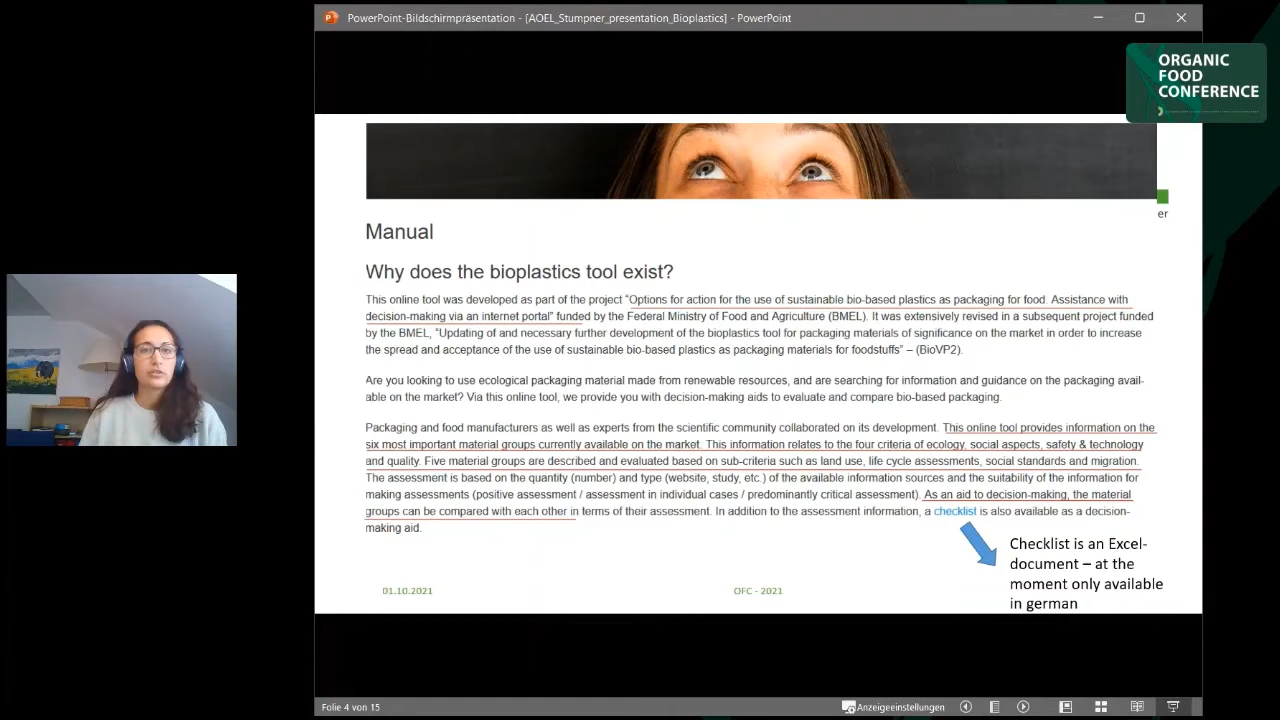 PowerPoint-Bildschirmpräsentation - [AOEL_Stumpner_presentation_Bioplastics] - PowerPoint
ORGANIC
FOOD
CONFERENCE
er
Manual
Why does the bioplastics tool exist?
This online tool was developed as part of the project “Options for action for the use of sustainable bio-based plastics as packaging for food. Assistance with
decision-making via an internet portal” funded by the Federal Ministry of Food and Agriculture (BMEL). It was extensively revised in a subsequent project funded
by the BMEL, “Updating of and necessary further development of the bioplastics tool for packaging materials of significance on the market in order to increase
the spread and acceptance of the use of sustainable bio-based plastics as packaging materials for foodstuffs” – (BioVP2).
Are you looking to use ecological packaging material made from renewable resources, and are searching for information and guidance on the packaging avail-
able on the market? Via this online tool, we provide you with decision-making aids to evaluate and compare bio-based packaging.
Packaging and food manufacturers as well as experts from the scientific community collaborated on its development. This online tool provides information on the
six most important material groups currently available on the market. This information relates to the four criteria of ecology, social aspects, safety & technology
and quality. Five material groups are described and evaluated based on sub-criteria such as land use, life cycle assessments, social standards and migration.
The assessment is based on the quantity (number) and type (website, study, etc.) of the available information sources and the suitability of the information for
making assessments (positive assessment / assessment in individual cases / predominantly critical assessment). As an aid to decision-making, the material
groups can be compared with each other in terms of their assessment. In addition to the assessment information, a checklist is also available as a decision-
making aid.
Checklist is an Excel-
document – at the
moment only available
in german
01.10.2021
OFC - 2021
Folie 4 von 15
Anzeigeeinstellungen